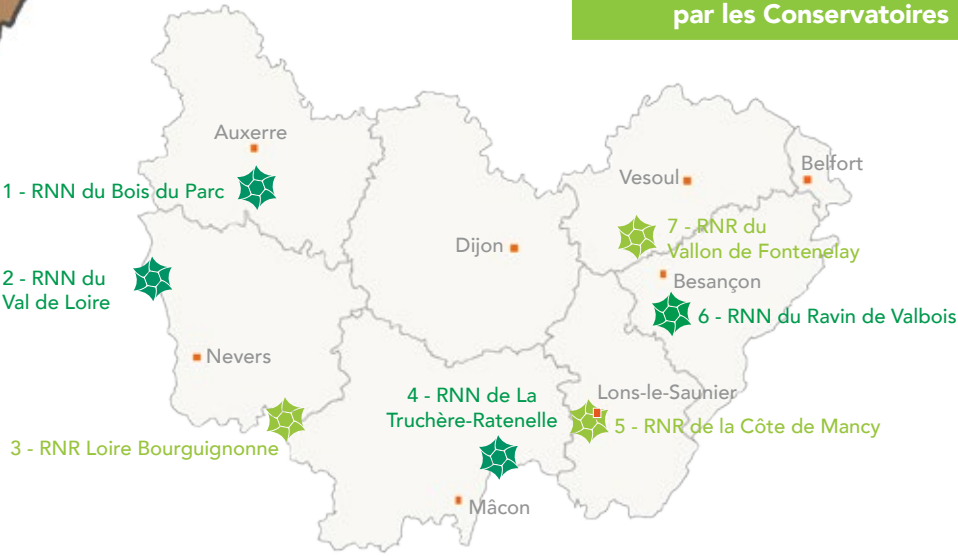 par les Conservatoires
Auxerre
1 - RNN du Bois du Parc
Vesoul
Belfort
7 - RNR du
Vallon de Fontenelay
Dijon
2 - RNN du
Val de Loire
Besançon
6 - RNN du Ravin de Valbois
Nevers
4 - RNN de La
Truchère-Ratenelle
Lons-le-Saunier
5 - RNR de la Côte de Mancy
3 - RNR Loire Bourguignonne
Mâcon